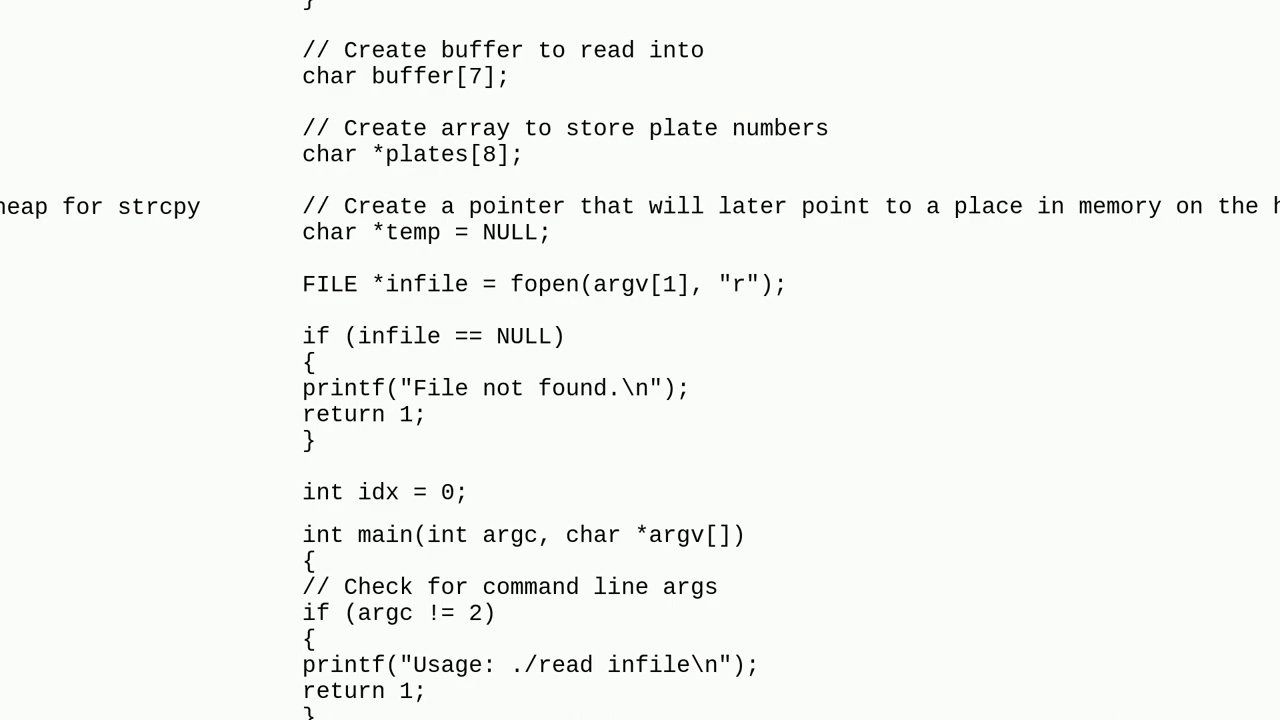 }
// Create buffer to read into
char buffer[7];
// Create array to store plate numbers
char *plates[8];
heap for strcpy
// Create a pointer that will later point to a place in memory on the h
char *temp = NULL;
FILE *infile = fopen(argv[1], "r");
if (infile == NULL)
{
printf("File not found.\n");
return 1;
}
int idx = 0;
int main(int argc, char *argv[])
{
// Check for command line args
if (argc != 2)
{
printf("Usage: ./read infile\n");
return 1;
}